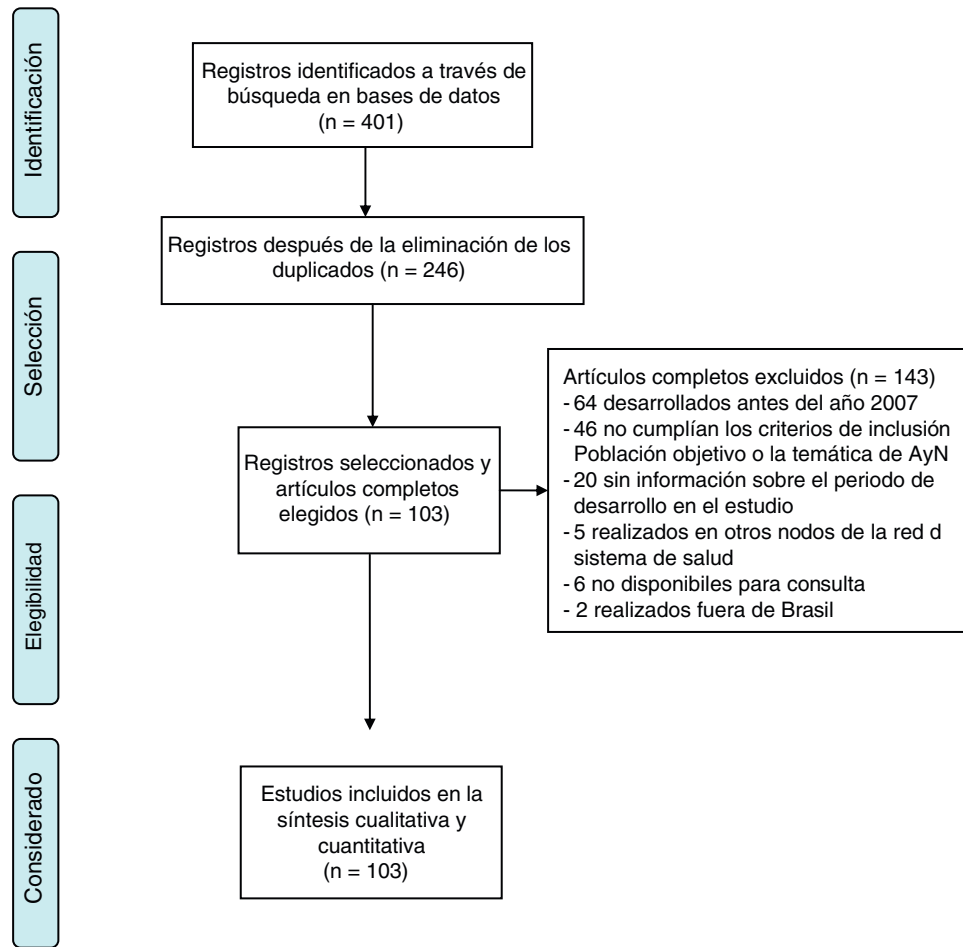 Identificación
Registros identificados a través de
búsqueda en bases de datos
(n = 401)
Registros después de la eliminación de los
duplicados (n = 246)
Selección
Artículos completos excluidos (n = 143)
- 64 desarrollados antes del año 2007
- 46 no cumplían los criterios de inclusión
Población objetivo o la temática de AyN
- 20 sin información sobre el periodo de
desarrollo en el estudio
- 5 realizados en otros nodos de la red d
sistema de salud
- 6 no disponibiles para consulta
- 2 realizados fuera de Brasil
Registros seleccionados y
artículos completos
elegidos (n = 103)
Elegibilidad
Estudios incluidos en la
síntesis cualitativa y
cuantitativa
(n = 103)
Considerado